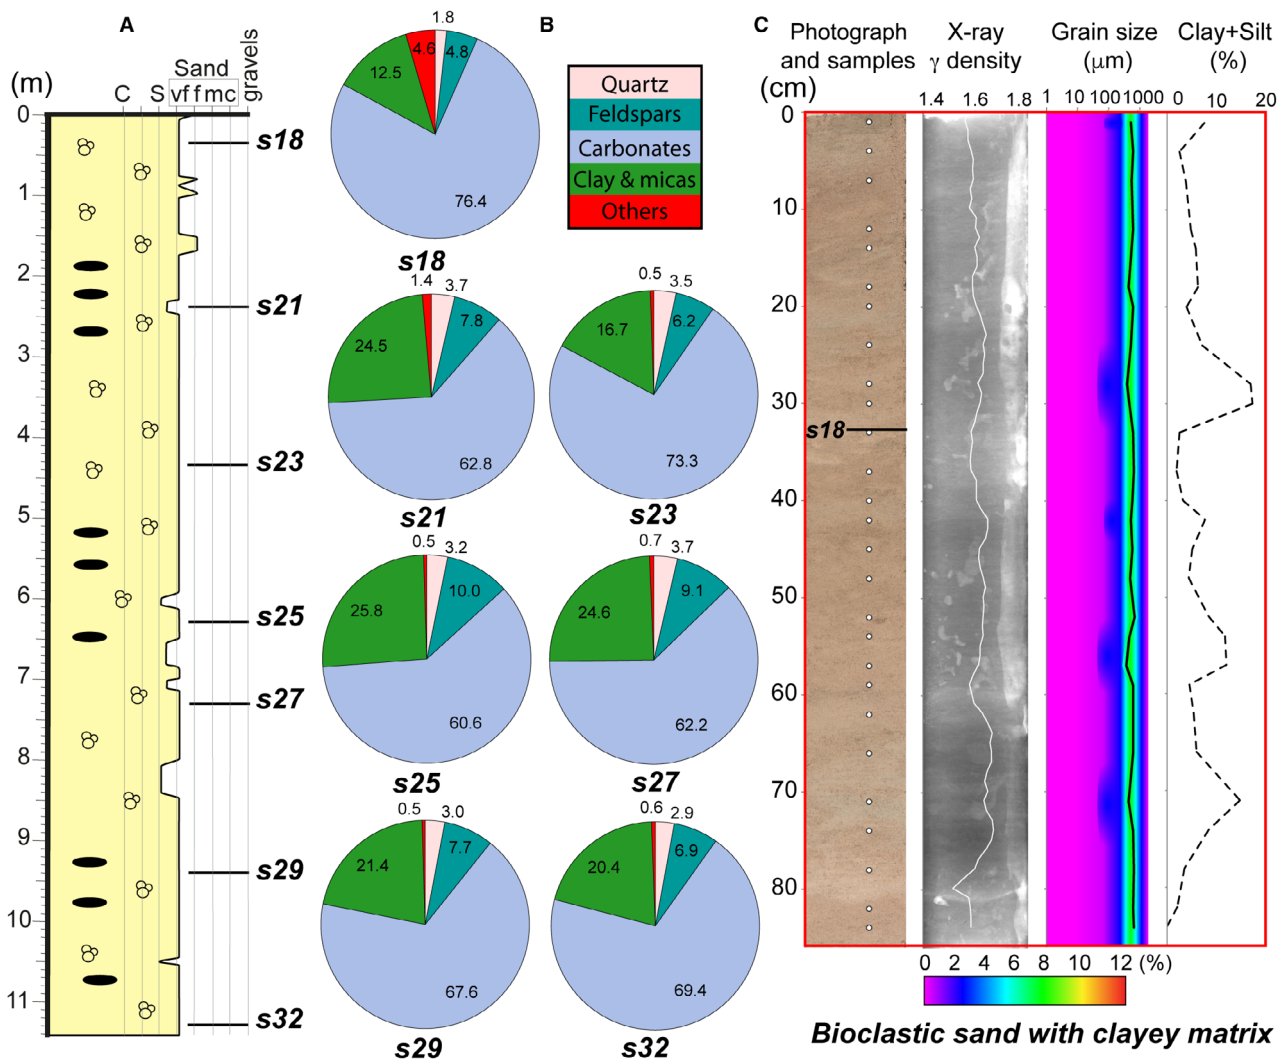 A
(m)
C
S
Sand
vf f m c
gravels
0
1
2
3
4
5
6
7
8
9
10
11
s18
s21
s23
s25
s27
s29
s32
B
1.8
4.8
76.4
12.5
4.6
s18
Quartz
Feldspars
Carbonates
Clay & micas
Others
1.4
3.7
7.8
62.8
24.5
s21
0.5
3.5
6.2
73.3
16.7
s23
0.5
3.2
10.0
60.6
25.8
s25
0.7
3.7
9.1
62.2
24.6
s27
0.5
3.0
7.7
67.6
21.4
s29
0.6
2.9
6.9
69.4
20.4
s32
C
Photograph
and samples
X-ray
γ density
Grain size
(μm)
Clay+Silt
(%)
(cm)
1.4 1.6 1.8
1 10 100 1000 1000
0 10 20
0
10
20
30
40
50
60
70
80
s18
0 2 4 6 8 10 12 (%)
Bioclastic sand with clayey matrix